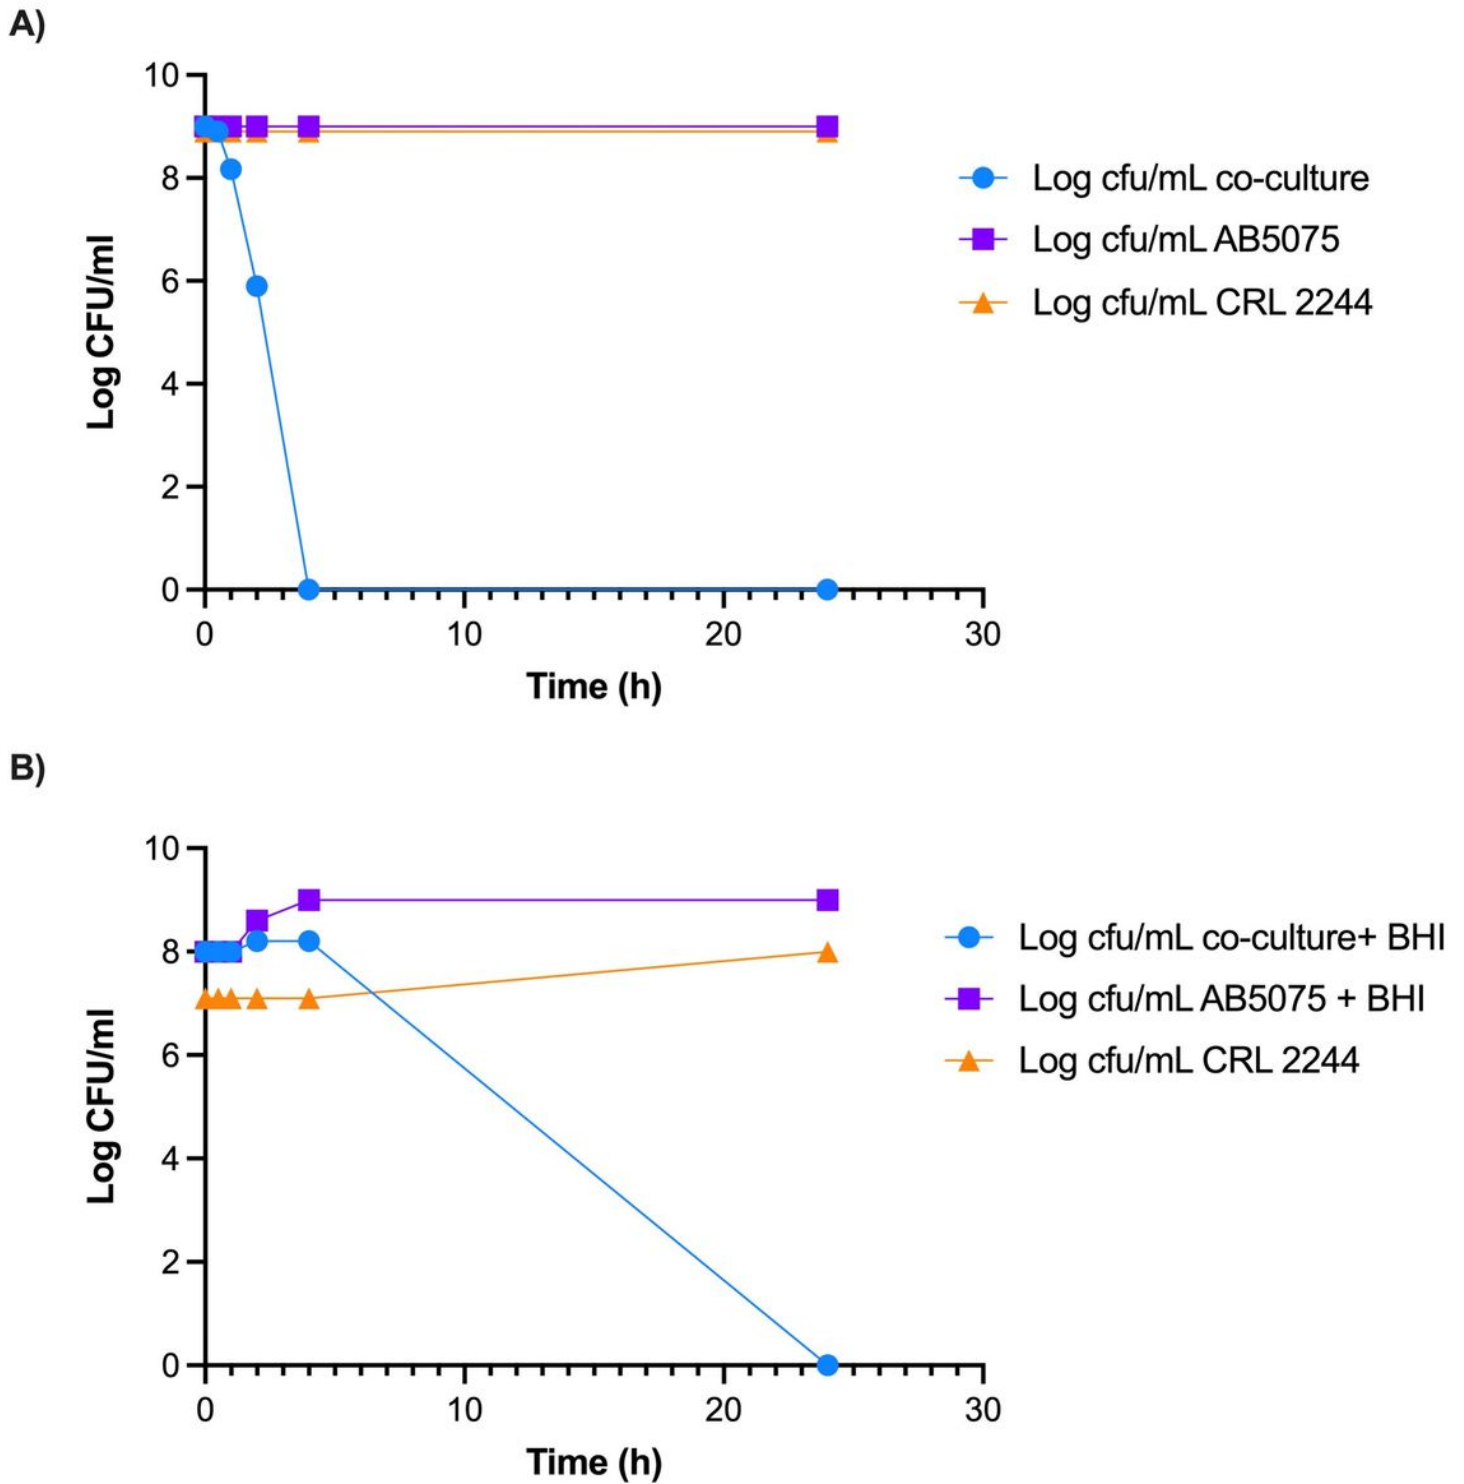 A)
10
8
6
4
2
0
Log CFU/ml
0 10 20 30
Time (h)
Log cfu/mL co-culture
Log cfu/mL AB5075
Log cfu/mL CRL 2244
B)
10
8
6
4
2
0
Log CFU/ml
0 10 20 30
Time (h)
Log cfu/mL co-culture+ BHI
Log cfu/mL AB5075 + BHI
Log cfu/mL CRL 2244